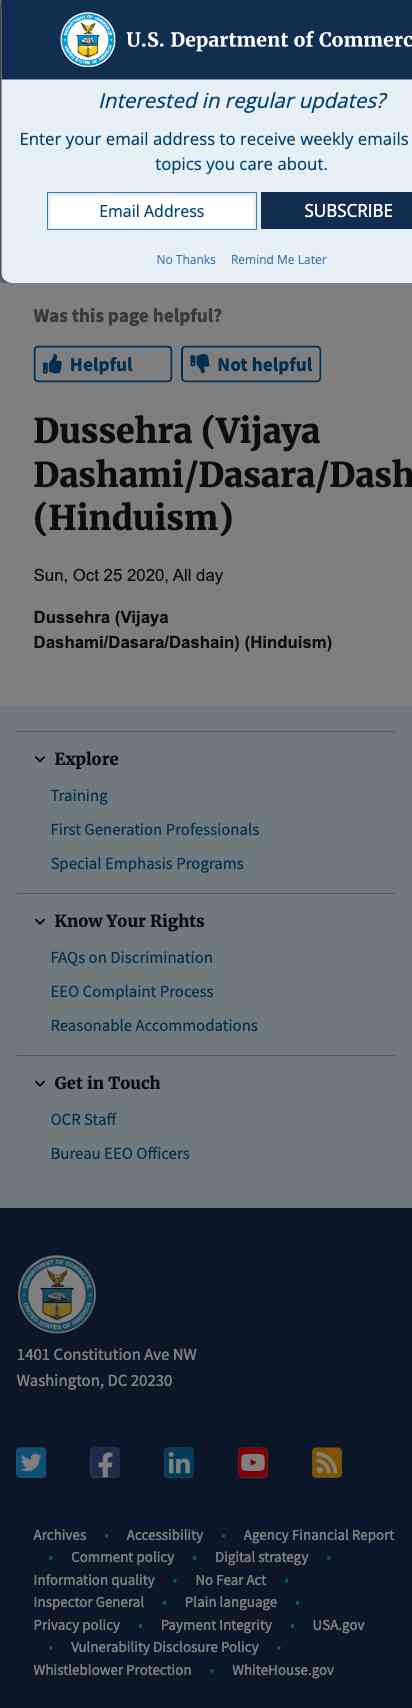 U.S. Department of Commerc
Interested in regular updates?
Enter your email address to receive weekly emails
topics you care about.
Email Address
SUBSCRIBE
No Thanks Remind Me Later
Was this page helpful?
Helpful Not helpful
Dussehra (Vijaya
Dashami/Dasara/Dash
(Hinduism)
Sun, Oct 25 2020, All day
Dussehra (Vijaya
Dashami/Dasara/Dashain) (Hinduism)
Explore
Training
First Generation Professionals
Special Emphasis Programs
Know Your Rights
FAQs on Discrimination
EEO Complaint Process
Reasonable Accommodations
Get in Touch
OCR Staff
Bureau EEO Officers
1401 Constitution Ave NW
Washington, DC 20230
Archives • Accessibility • Agency Financial Report
• Comment policy • Digital strategy •
Information quality • No Fear Act •
Inspector General • Plain language •
Privacy policy • Payment Integrity • USA.gov
• Vulnerability Disclosure Policy •
Whistleblower Protection • WhiteHouse.gov